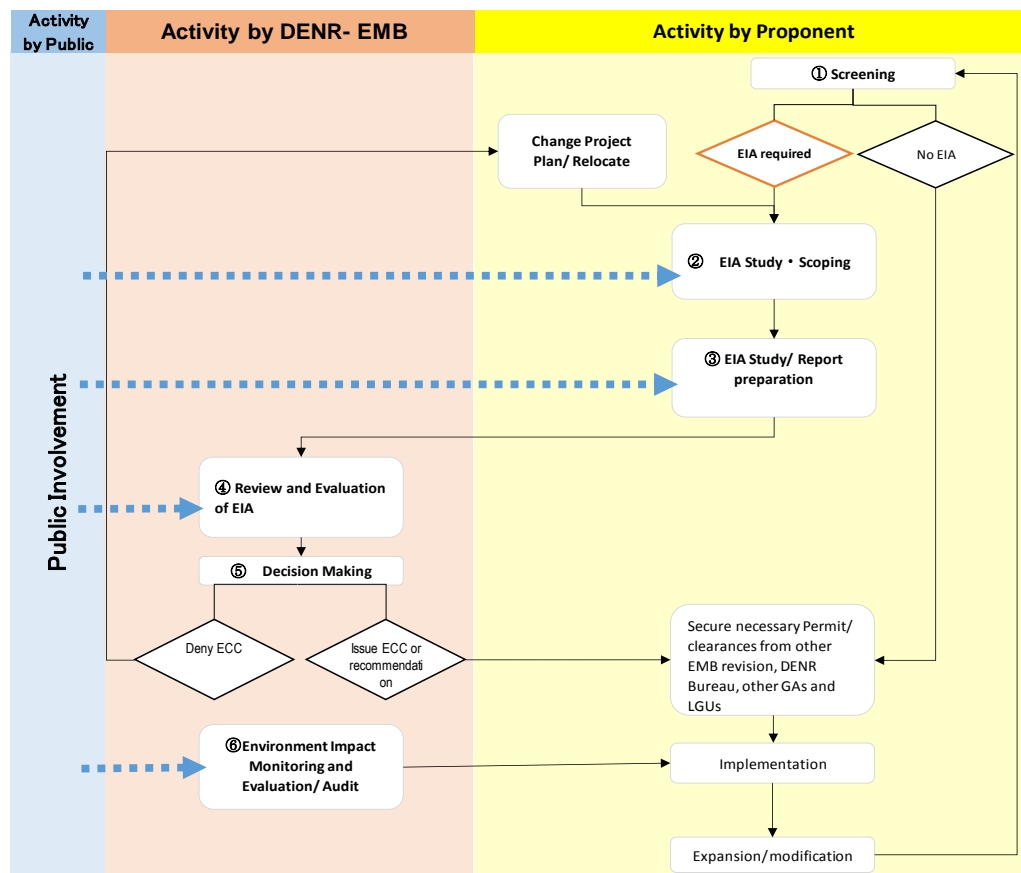 Activity
by Public
Activity by DENR- EMB
Activity by Proponent
① Screening
Change Project
Plan/ Relocate
EIA required
No EIA
② EIA Study・Scoping
③ EIA Study/ Report
preparation
Public Involvement
④ Review and Evaluation
of EIA
⑤ Decision Making
Deny ECC
Issue ECC or
recommendati
on
Secure necessary Permit/
clearances from other
EMB revision, DENR
Bureau, other GAs and
LGUs
⑥Environment Impact
Monitoring and
Evaluation/ Audit
Implementation
Expansion/modification